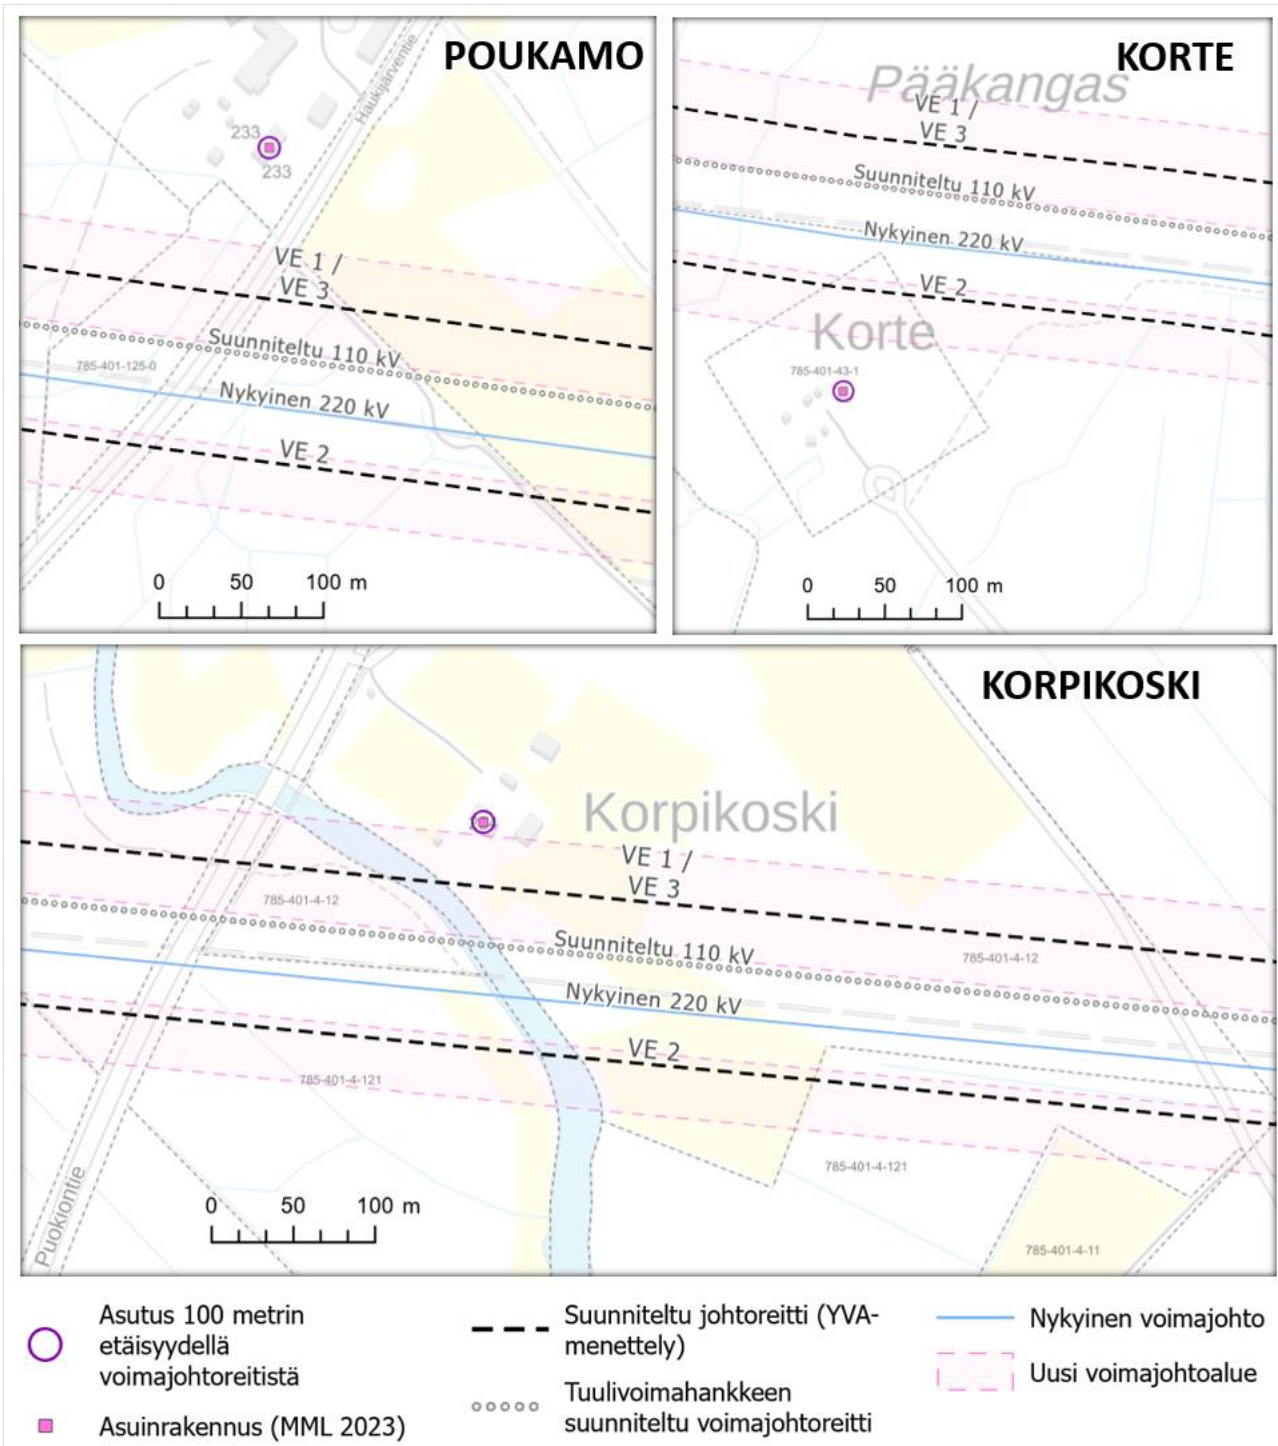 POUKAMO
Haukijärventie
233
233
VE 1 /
VE 3
Suunniteltu 110 kV
785-401-125-0
Nykyinen 220 kV
VE 2
0 50 100 m
KORTE
Pääkangas
VE 1 /
VE 3
Suunniteltu 110 kV
Nykyinen 220 kV
VE 2
Korte
785-401-43-1
0 50 100 m
KORPIKOSKI
Korpikoski
VE 1 /
VE 3
785-401-4-12
Suunniteltu 110 kV
785-401-4-12
Nykyinen 220 kV
VE 2
785-401-4-121
785-401-4-121
Puokiontie
0 50 100 m
785-401-4-11
Asutus 100 metrin
etäisyydellä
voimajohtoreitistä
Asuinrakennus (MML 2023)
Suunniteltu johtoreitti (YVA-
menettely)
Tuulivoimahankkeen
suunniteltu voimajohtoreitti
Nykyinen voimajohto
Uusi voimajohtoalue